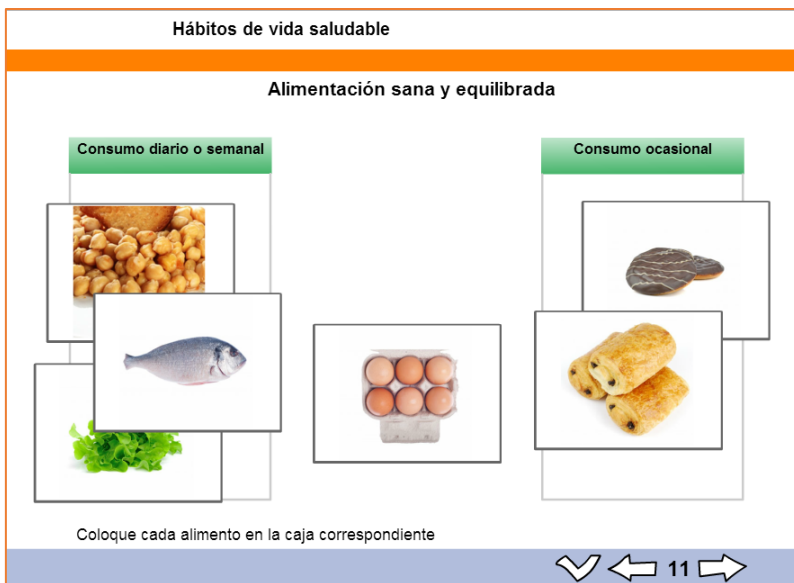 Hábitos de vida saludable
Alimentación sana y equilibrada
Consumo diario o semanal
Consumo ocasional
Coloque cada alimento en la caja correspondiente
11